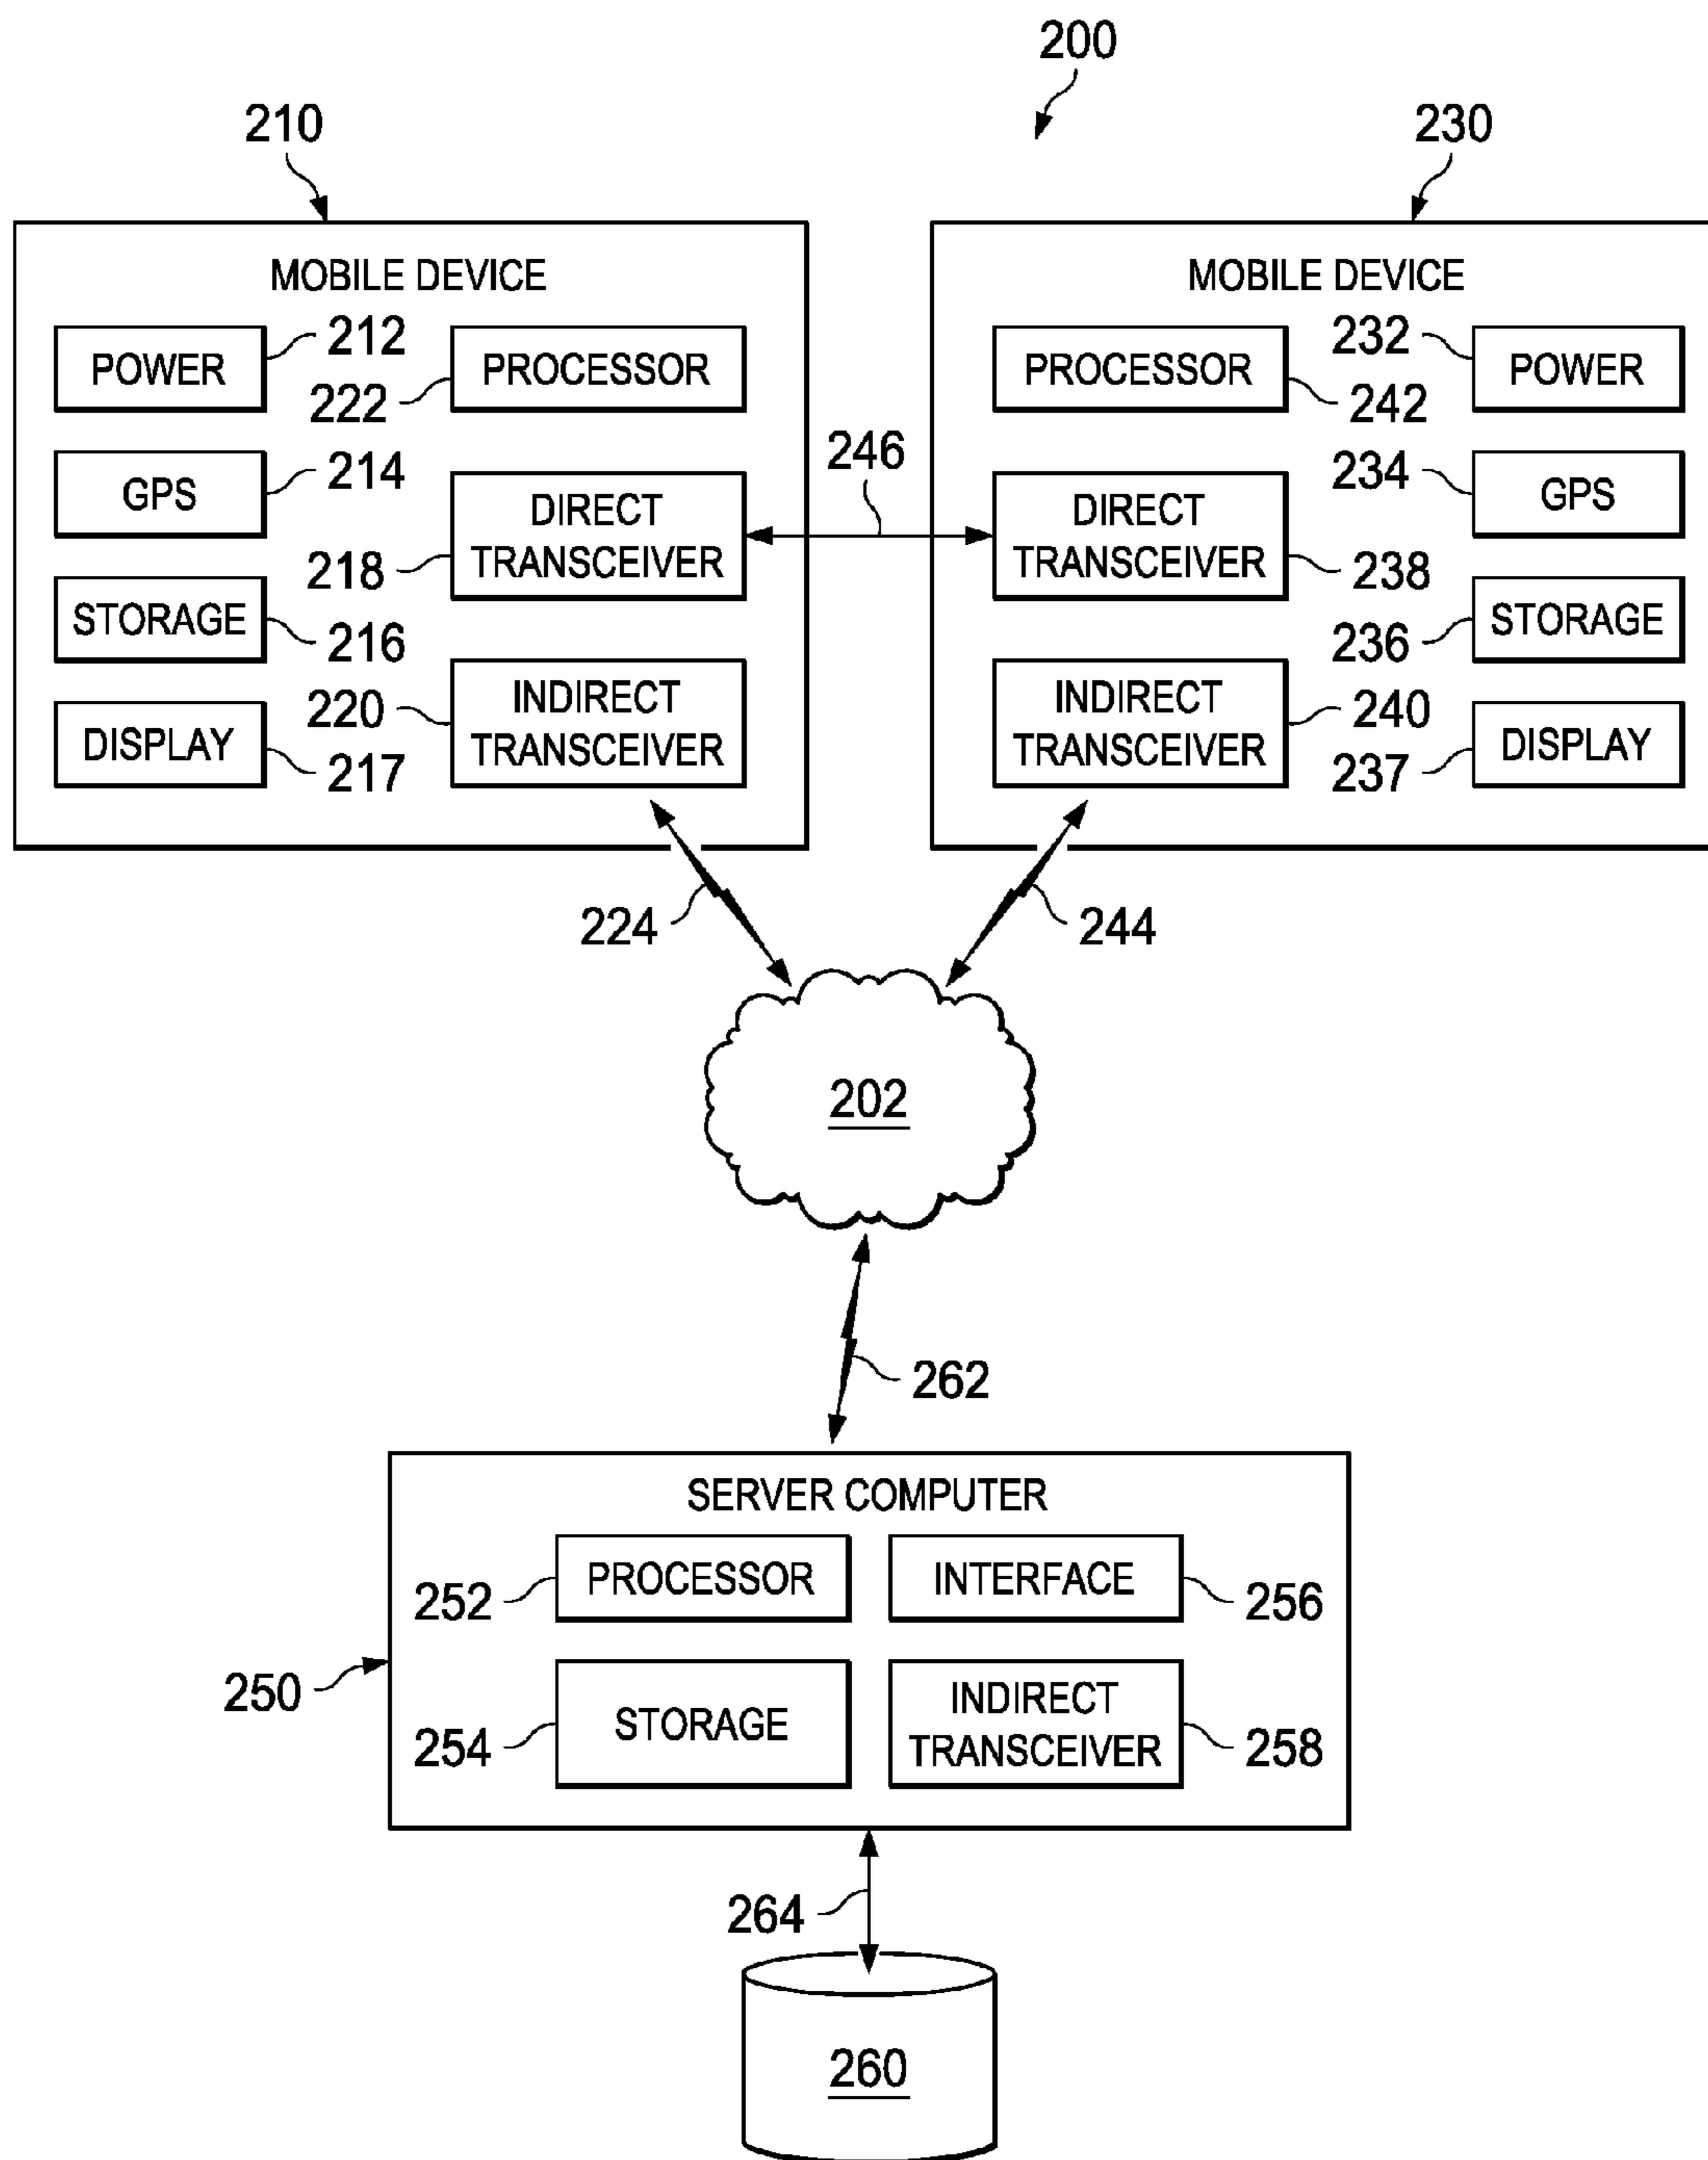 200
210
230
MOBILE DEVICE
POWER
212
222
PROCESSOR
GPS
214
218
DIRECT
TRANSCEIVER
STORAGE
216
220
INDIRECT
TRANSCEIVER
DISPLAY
217
246
MOBILE DEVICE
PROCESSOR
242
232
POWER
234
GPS
DIRECT
TRANSCEIVER
238
236
STORAGE
INDIRECT
TRANSCEIVER
240
237
DISPLAY
224
244
202
262
SERVER COMPUTER
252
PROCESSOR
INTERFACE
256
250
254
STORAGE
INDIRECT
TRANSCEIVER
258
264
260